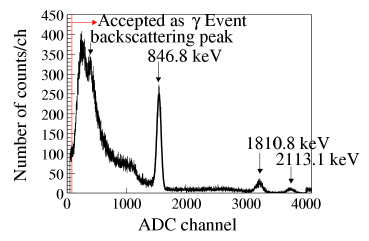 450
400
350
300
250
200
150
100
50
0
Number of counts/ch
Accepted as γ Event
backscattering peak
846.8 keV
1810.8 keV
2113.1 keV
0 1000 2000 3000 4000
ADC channel